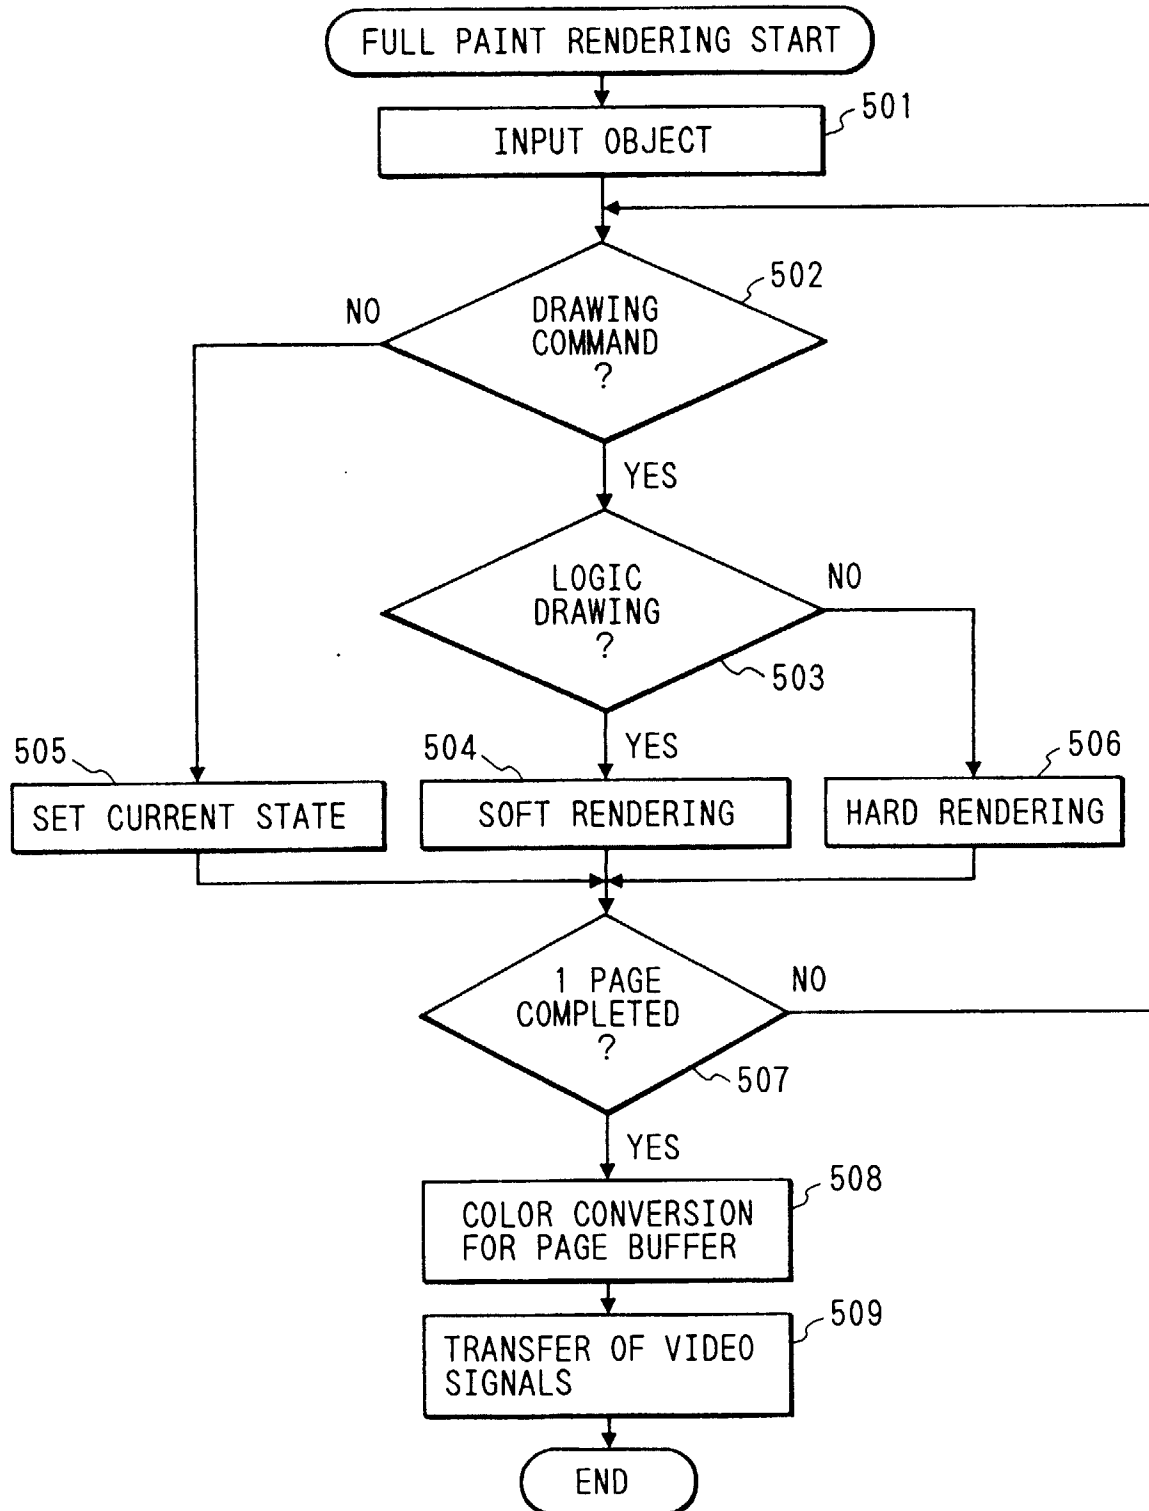 FULL PAINT RENDERING START
501
INPUT OBJECT
502
NO
DRAWING
COMMAND
?
YES
LOGIC
DRAWING
?
NO
503
YES
505
504
506
SET CURRENT STATE
SOFT RENDERING
HARD RENDERING
1 PAGE
COMPLETED
?
NO
507
YES
508
COLOR CONVERSION
FOR PAGE BUFFER
509
TRANSFER OF VIDEO
SIGNALS
END